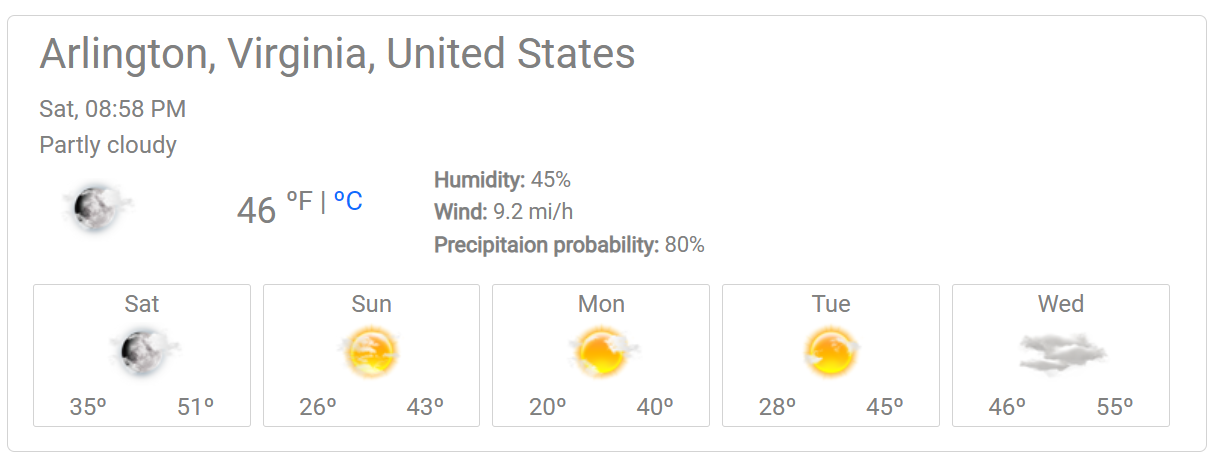 Arlington, Virginia, United States
Sat, 08:58 PM
Partly cloudy
46 ºF | ºC
Humidity: 45%
Wind: 9.2 mi/h
Precipitaion probability: 80%
Sat Sun Mon Tue Wed
35º 51º 26º 43º 20º 40º 28º 45º 46º 55º